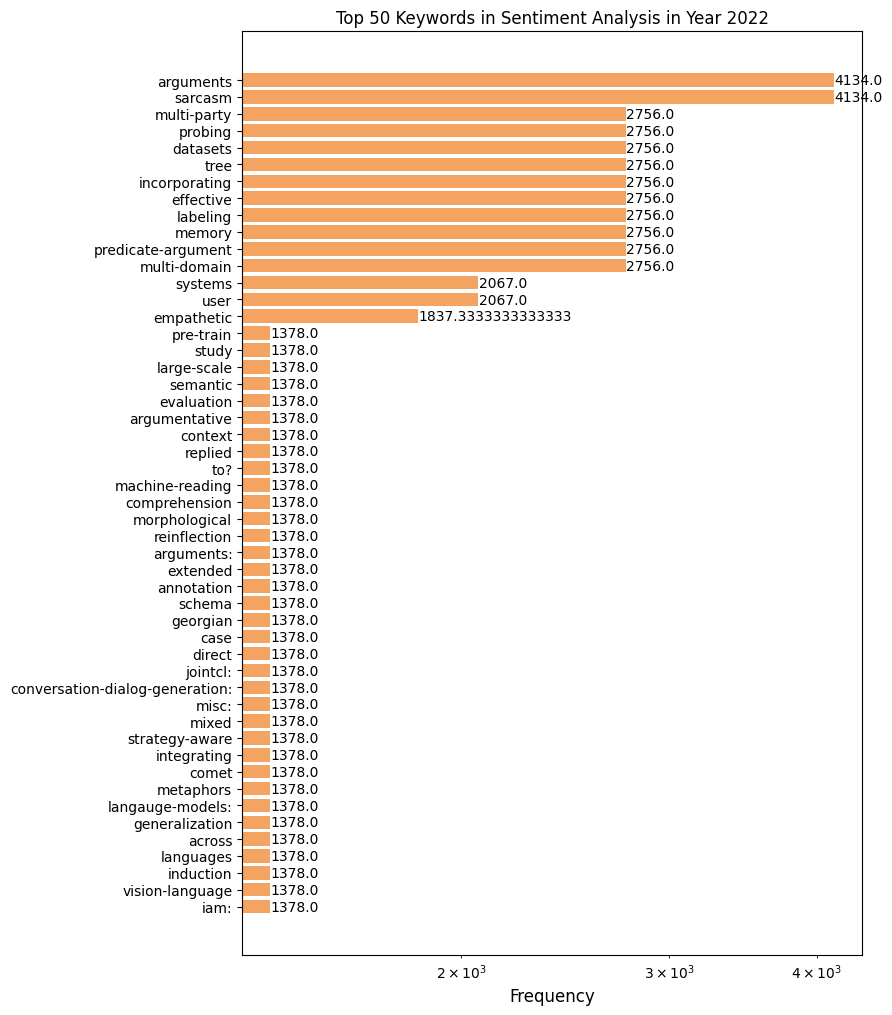 Top 50 Keywords in Sentiment Analysis in Year 2022
arguments 4134.0
sarcasm 4134.0
multi-party 2756.0
probing 2756.0
datasets 2756.0
tree 2756.0
incorporating 2756.0
effective 2756.0
labeling 2756.0
memory 2756.0
predicate-argument 2756.0
multi-domain 2756.0
systems 2067.0
user 2067.0
empathetic 1837.3333333333333
pre-train 1378.0
study 1378.0
large-scale 1378.0
semantic 1378.0
evaluation 1378.0
argumentative 1378.0
context 1378.0
replied 1378.0
to? 1378.0
machine-reading 1378.0
comprehension 1378.0
morphological 1378.0
reinflection 1378.0
arguments: 1378.0
extended 1378.0
annotation 1378.0
schema 1378.0
georgian 1378.0
case 1378.0
direct 1378.0
jointcl: 1378.0
conversation-dialog-generation: 1378.0
misc: 1378.0
mixed 1378.0
strategy-aware 1378.0
integrating 1378.0
comet 1378.0
metaphors 1378.0
langauge-models: 1378.0
generalization 1378.0
across 1378.0
languages 1378.0
induction 1378.0
vision-language 1378.0
iam: 1378.0
2 × 10³ 3 × 10³ 4 × 10³
Frequency